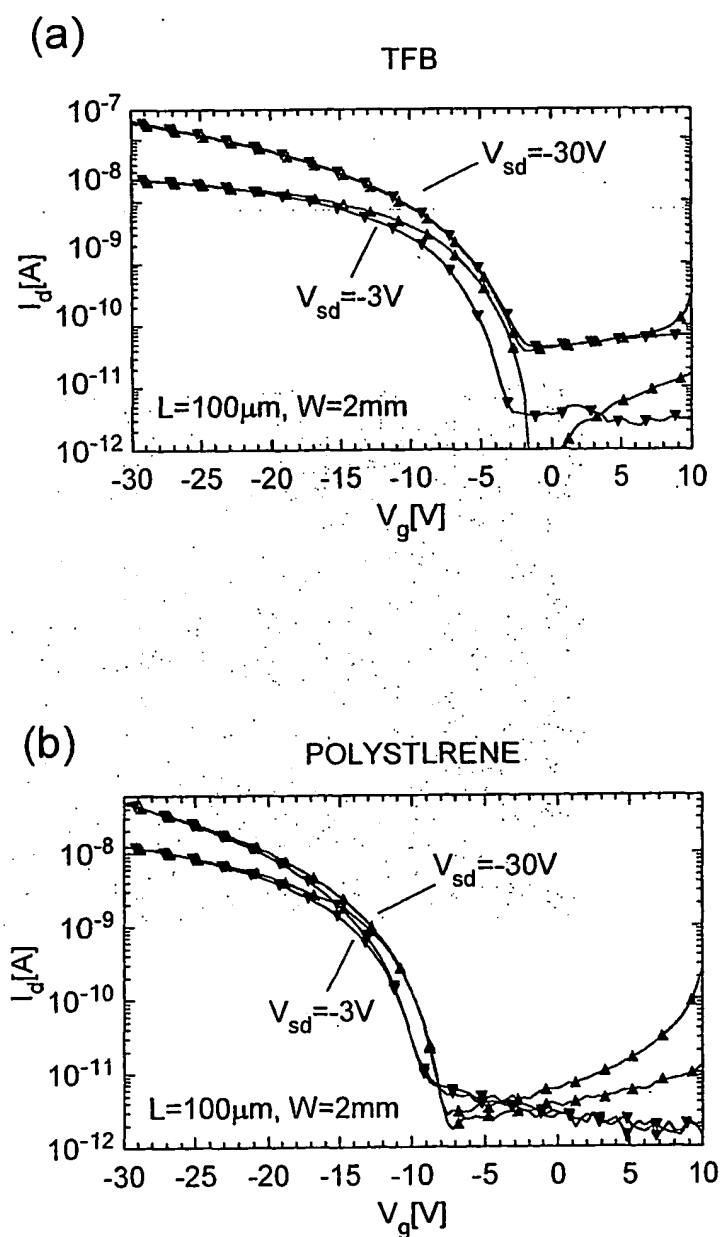 (a)
TFB
10⁻⁷
10⁻⁸
10⁻⁹
10⁻¹⁰
10⁻¹¹
10⁻¹²
I_d[A]
V_sd=-30V
V_sd=-3V
L=100μm, W=2mm
-30 -25 -20 -15 -10 -5 0 5 10
V_g[V]
(b)
POLYSTLRENE
10⁻⁸
10⁻⁹
10⁻¹⁰
10⁻¹¹
10⁻¹²
I_d[A]
V_sd=-30V
V_sd=-3V
L=100μm, W=2mm
-30 -25 -20 -15 -10 -5 0 5 10
V_g[V]